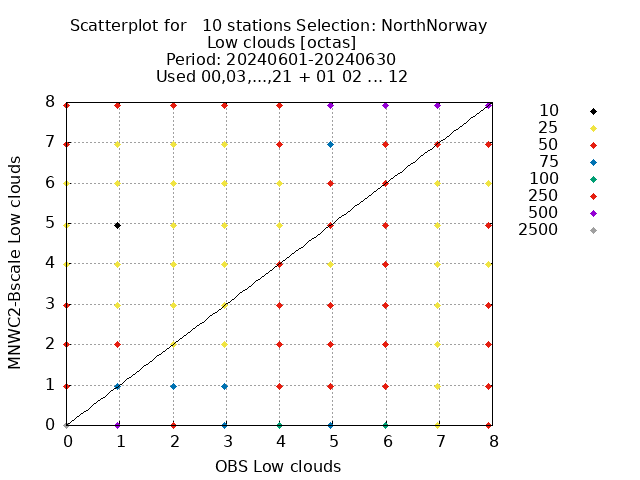 Scatterplot for   10 stations Selection: NorthNorway
Low clouds [octas]
Period: 20240601-20240630
Used 00,03,...,21 + 01 02 ... 12
MNWC2-Bscale Low clouds
8
7
6
5
4
3
2
1
0
0 1 2 3 4 5 6 7 8
OBS Low clouds
10
25
50
75
100
250
500
2500